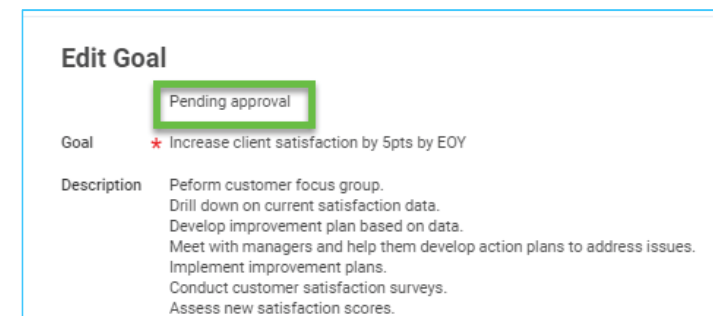 Edit Goal
Pending approval
Goal * Increase client satisfaction by 5pts by EOY
Description Peform customer focus group.
Drill down on current satisfaction data.
Develop improvement plan based on data.
Meet with managers and help them develop action plans to address issues.
Implement improvement plans.
Conduct customer satisfaction surveys.
Assess new satisfaction scores.